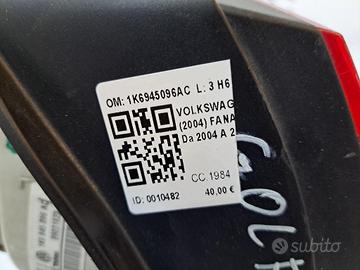 OM: 1K6945096AC L: 3 H6
VOLKSWAG
(2004) FANA
Da 2004 A 2
CC.1984
ID: 0010482
40,00 €
GOLF
subito